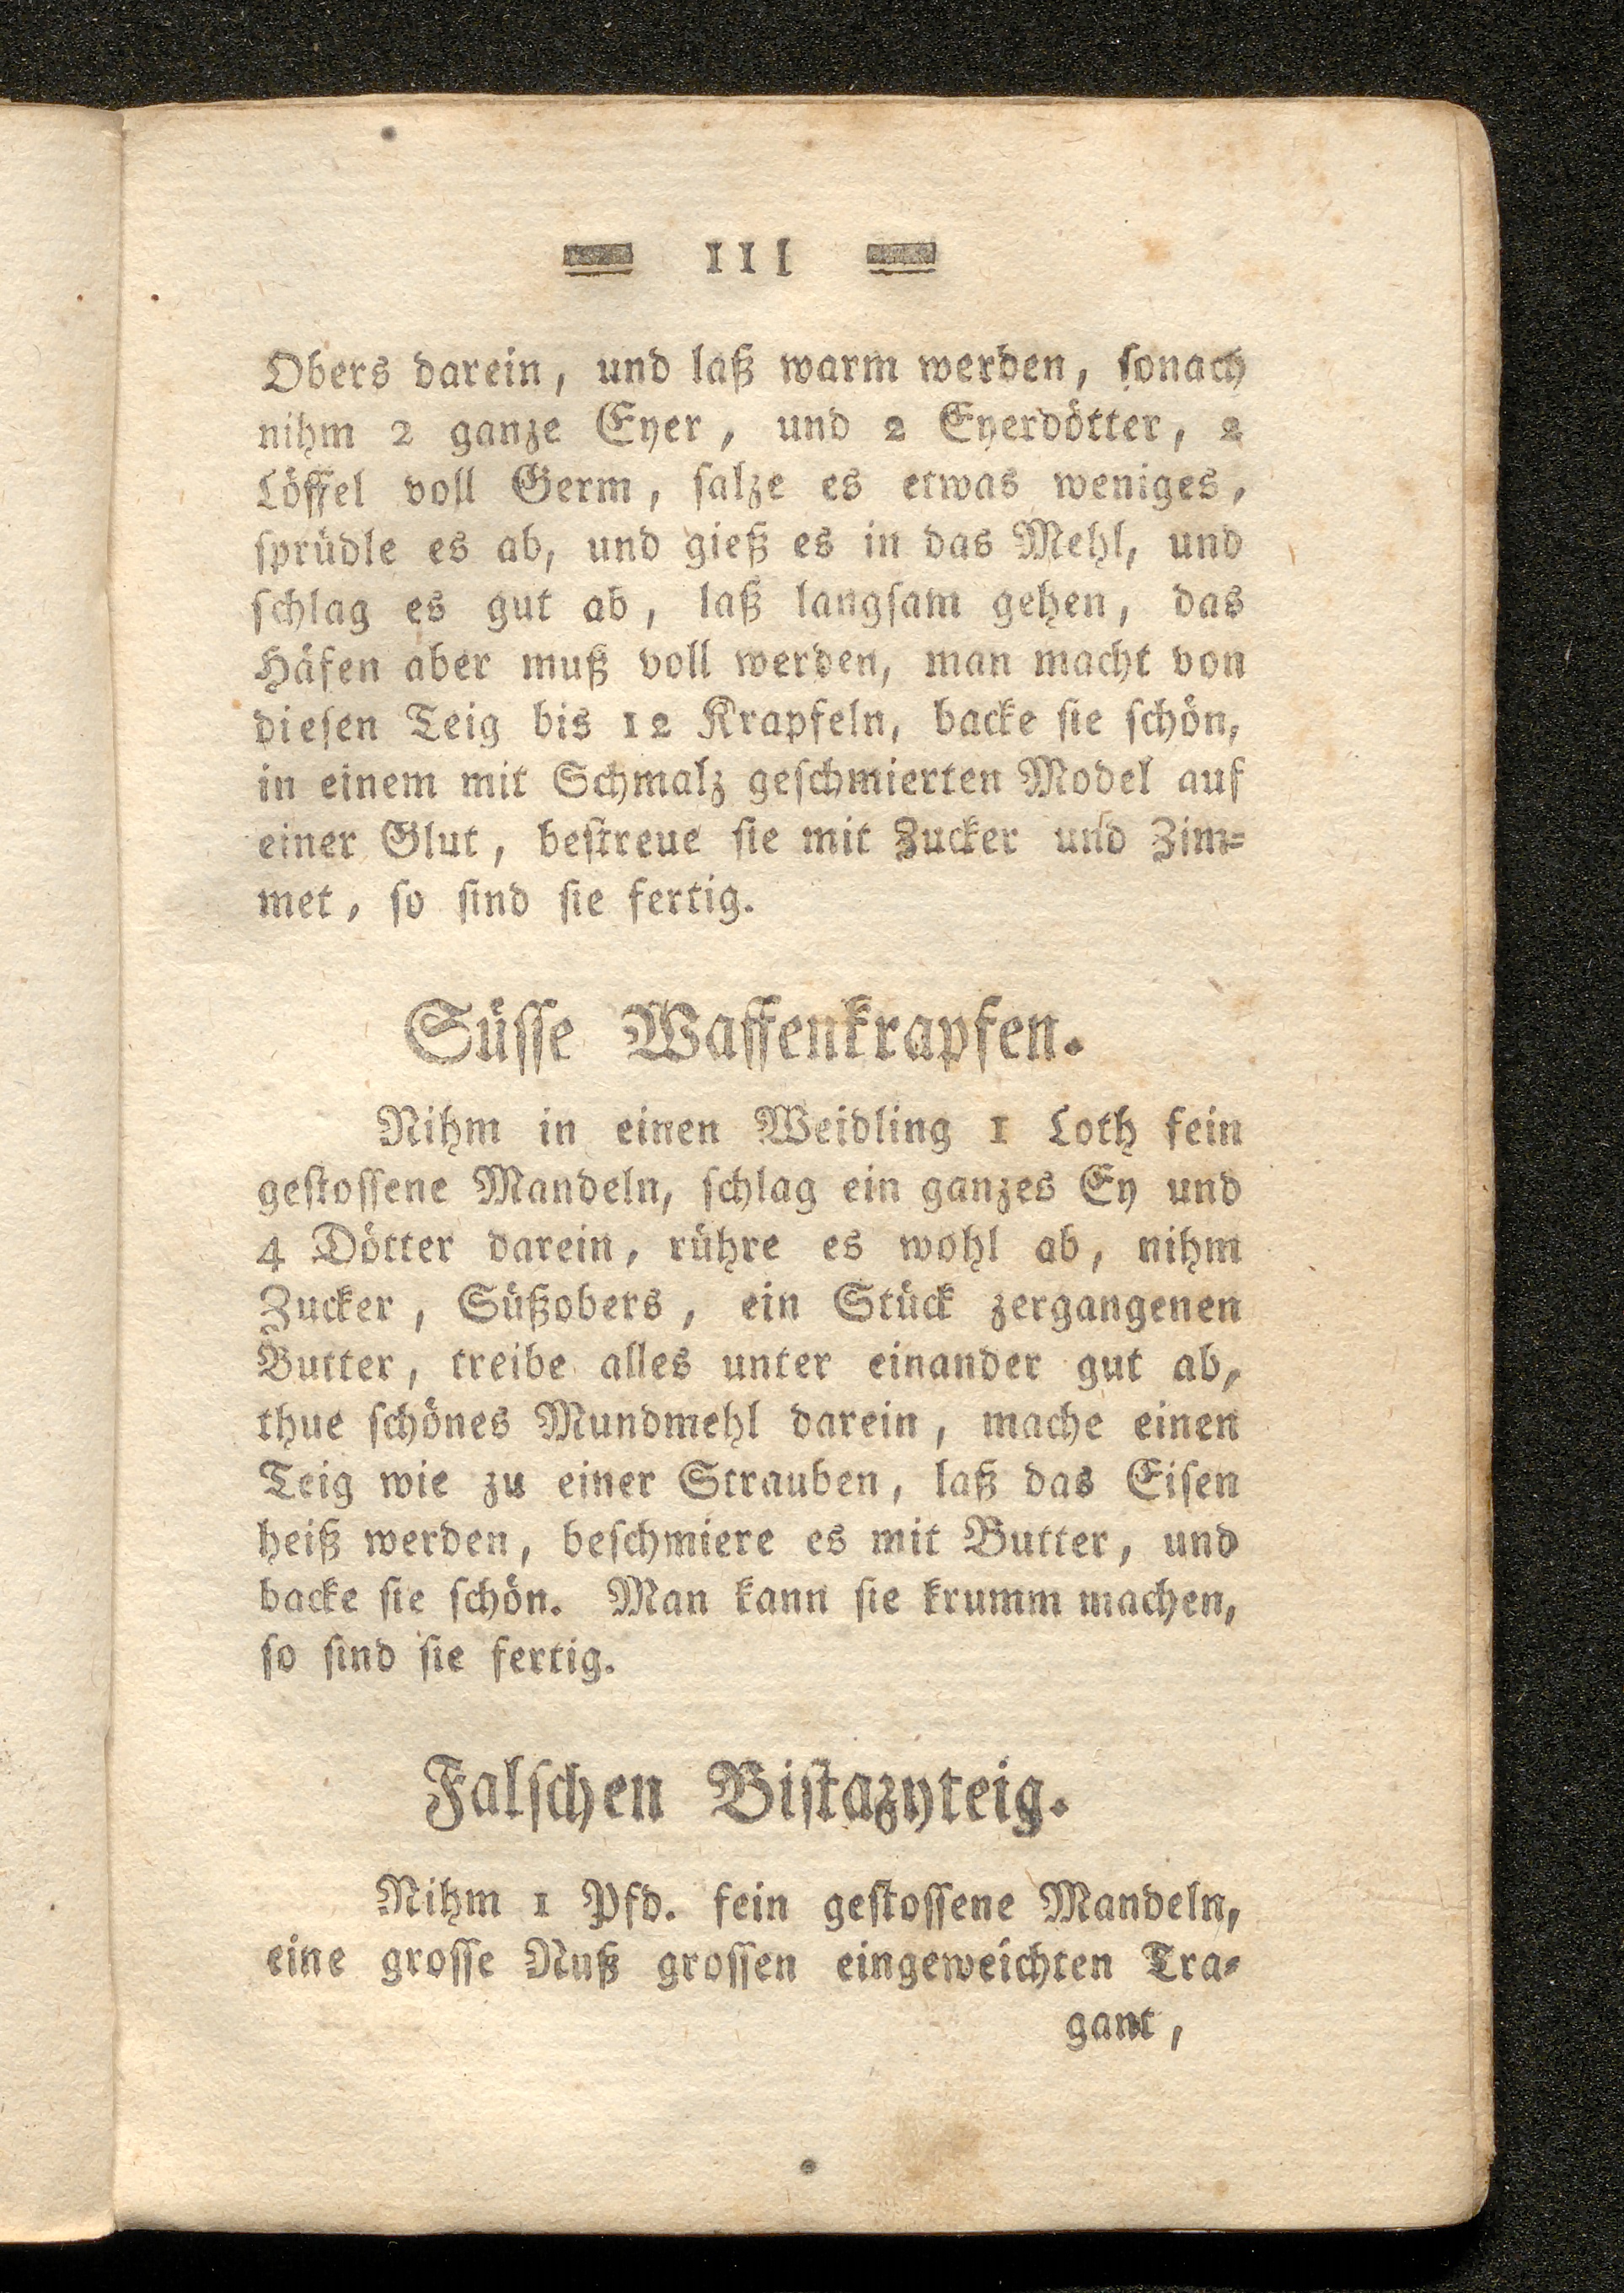 111
Obers darein, und laß warm werden, ſonach
nihm 2 ganze Eyer, und 2 Eyerdötter, 2
Löffel voll Germ, ſalze es etwas weniges,
ſprüdle es ab, und gieß es in das Mehl, und
ſchlag es gut ab, laß langſam gehen, das
Häfen aber muß voll werden, man macht von
dieſen Teig bis 12 Krapfeln, backe ſie ſchön,
in einem mit Schmalz geſchmierten Model auf
einer Glut, beſtreue ſie mit Zucker und Zim⸗
met, ſo ſind ſie fertig.
Süſſe Waffenkrapfen.
Nihm in einen Weidling 1 Loth fein
geſtoſſene Mandeln, ſchlag ein ganzes Ey und
4 Dötter darein, rühre es wohl ab, nihm
Zucker, Süßobers, ein Stück zergangenen
Butter, treibe alles unter einander gut ab,
thue ſchönes Mundmehl darein, mache einen
Teig wie zu einer Strauben, laß das Eiſen
heiß werden, beſchmiere es mit Butter, und
backe ſie ſchön. Man kann ſie krumm machen,
ſo ſind ſie fertig.
Falſchen Biſtazyteig.
Nihm 1 Pfd. fein geſtoſſene Mandeln,
eine groſſe Nuß groſſen eingeweichten Tra⸗
gant,